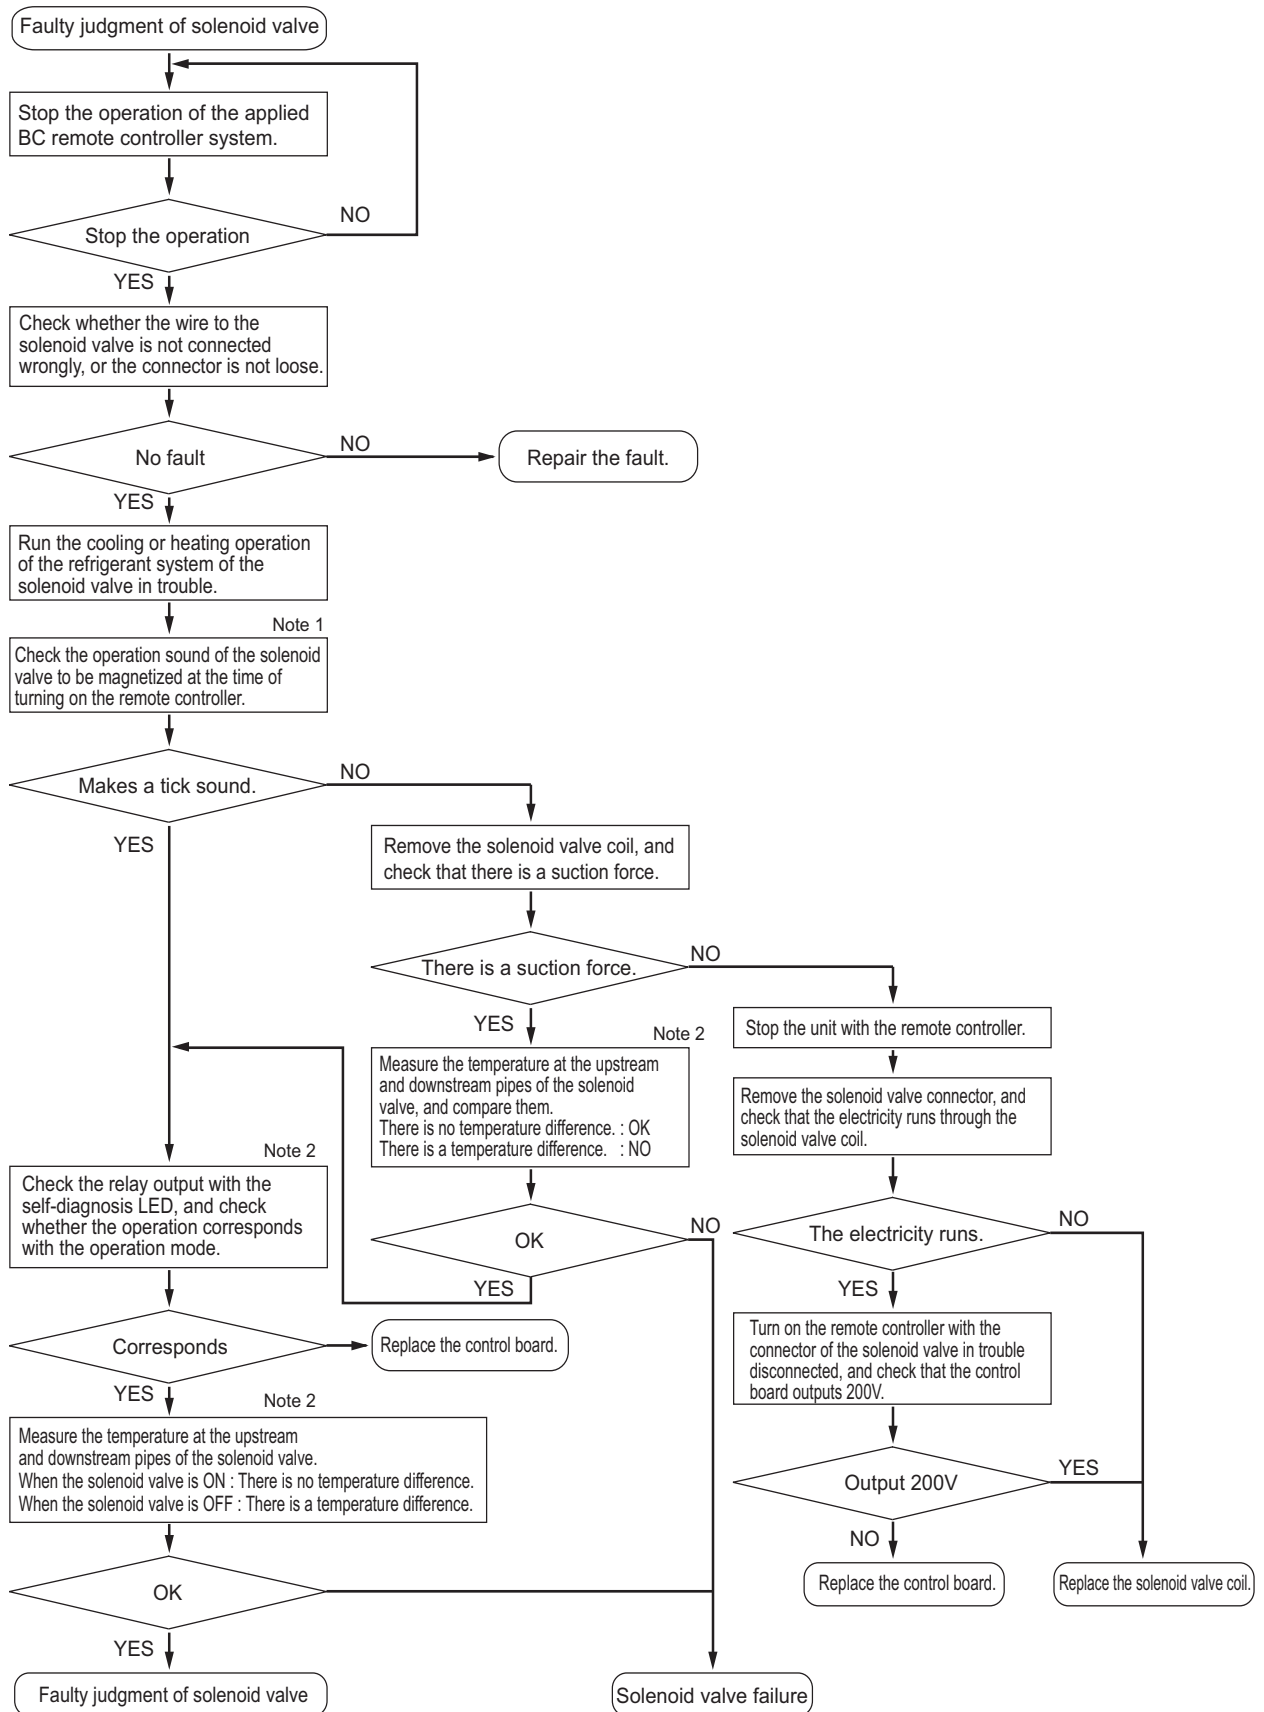 Faulty judgment of solenoid valve
Stop the operation of the applied
BC remote controller system.
NO
Stop the operation
YES
Check whether the wire to the
solenoid valve is not connected
wrongly, or the connector is not loose.
NO
No fault
Repair the fault.
YES
Run the cooling or heating operation
of the refrigerant system of the
solenoid valve in trouble.
Note 1
Check the operation sound of the solenoid
valve to be magnetized at the time of
turning on the remote controller.
NO
Makes a tick sound.
YES
Remove the solenoid valve coil, and
check that there is a suction force.
NO
There is a suction force.
YES
Note 2
Measure the temperature at the upstream
and downstream pipes of the solenoid
valve, and compare them.
There is no temperature difference. : OK
There is a temperature difference. : NO
Stop the unit with the remote controller.
Remove the solenoid valve connector, and
check that the electricity runs through the
solenoid valve coil.
Note 2
Check the relay output with the
self-diagnosis LED, and check
whether the operation corresponds
with the operation mode.
NO
OK
YES
NO
The electricity runs.
YES
Turn on the remote controller with the
connector of the solenoid valve in trouble
disconnected, and check that the control
board outputs 200V.
Corresponds
Replace the control board.
YES
Note 2
Measure the temperature at the upstream
and downstream pipes of the solenoid valve.
When the solenoid valve is ON : There is no temperature difference.
When the solenoid valve is OFF : There is a temperature difference.
YES
Output 200V
NO
Replace the control board.
Replace the solenoid valve coil.
OK
YES
Faulty judgment of solenoid valve
Solenoid valve failure